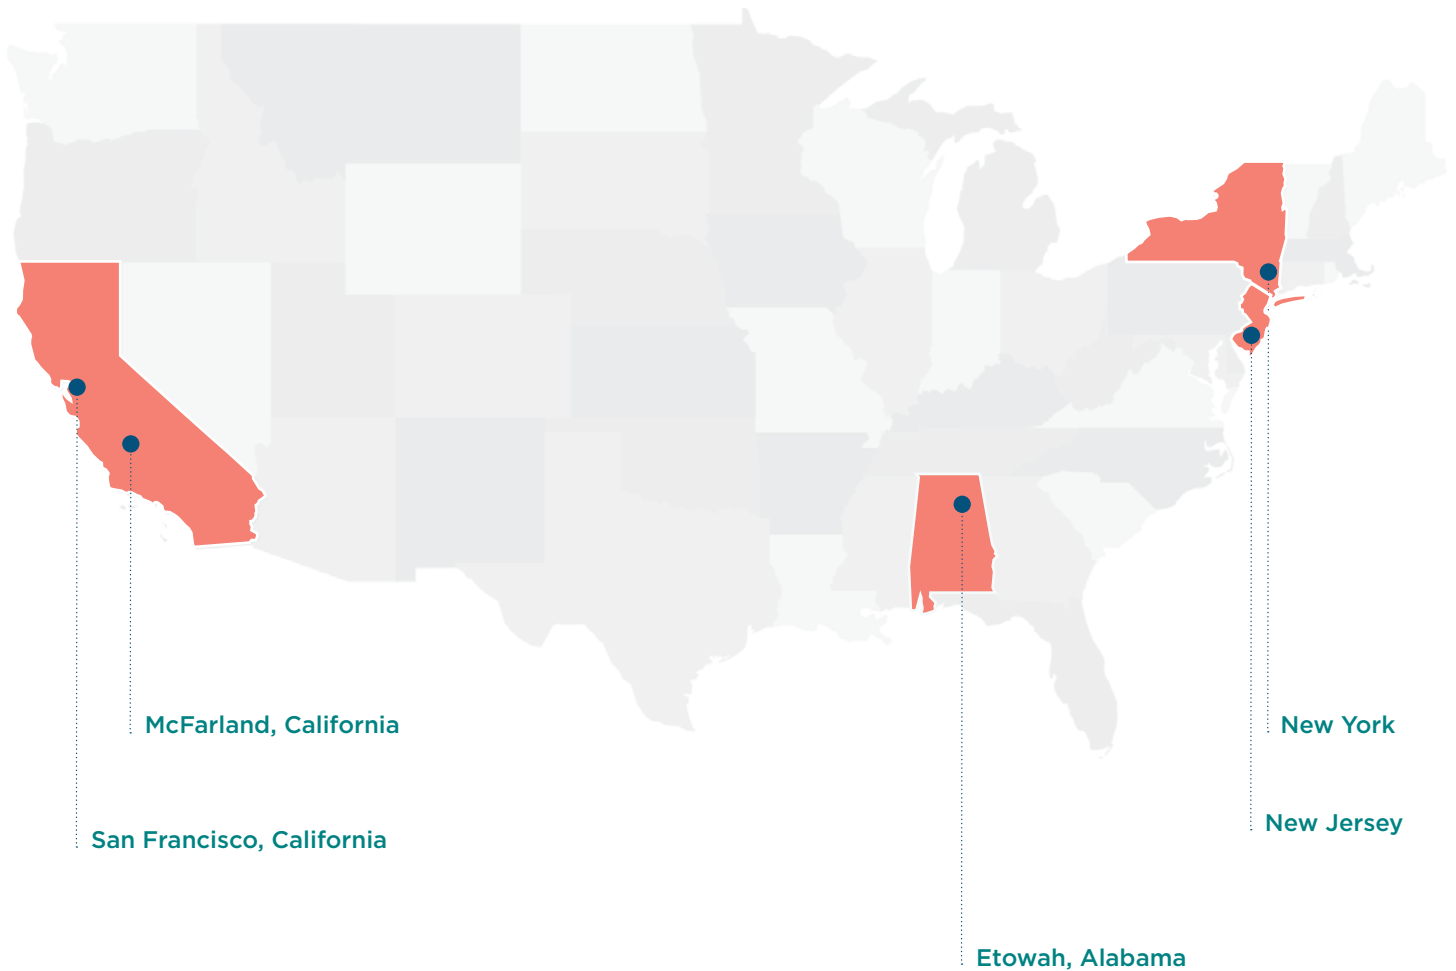 McFarland, California
New York
New Jersey
San Francisco, California
Etowah, Alabama